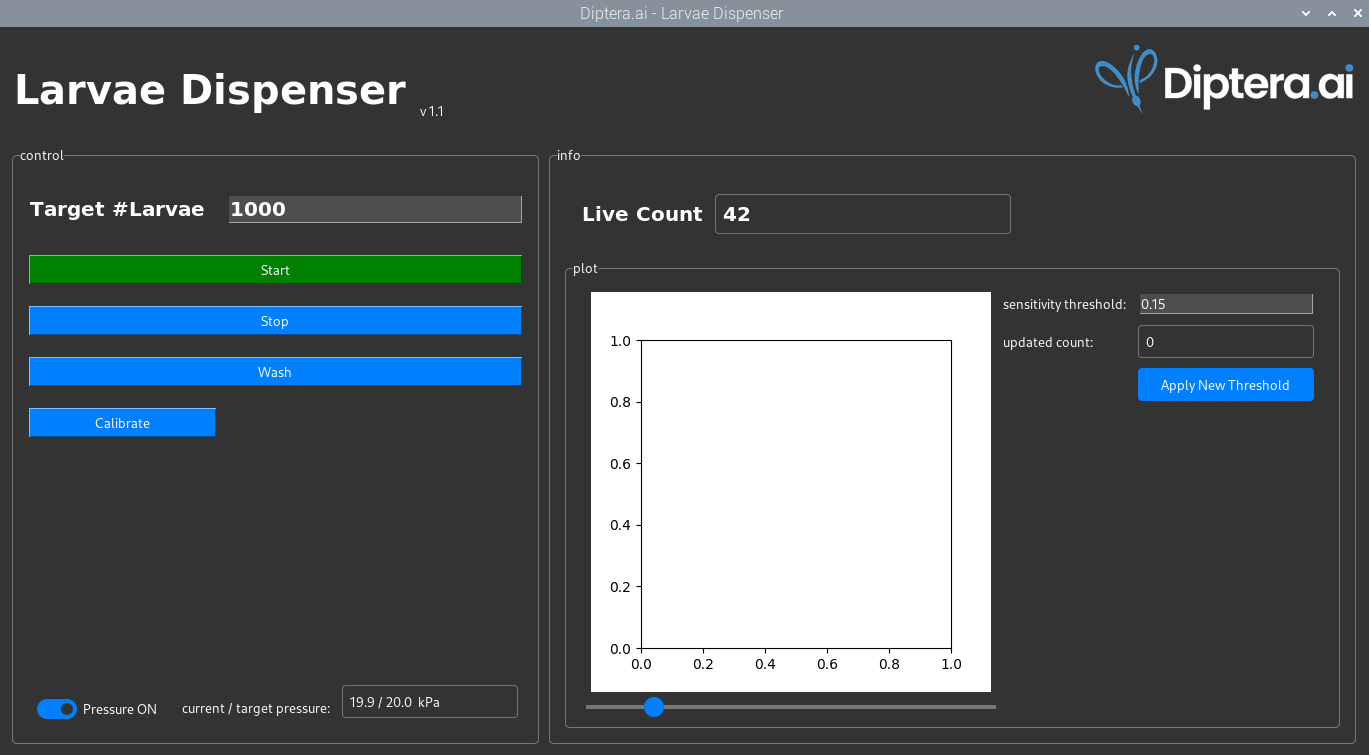 Diptera.ai - Larvae Dispenser
Larvae Dispenser
v 1.1
Diptera.ai
control
Target #Larvae 1000
Start
Stop
Wash
Calibrate
Pressure ON current / target pressure: 19.9 / 20.0 kPa
info
Live Count 42
plot
1.0
0.8
0.6
0.4
0.2
0.0
0.0 0.2 0.4 0.6 0.8 1.0
sensitivity threshold: 0.15
updated count: 0
Apply New Threshold